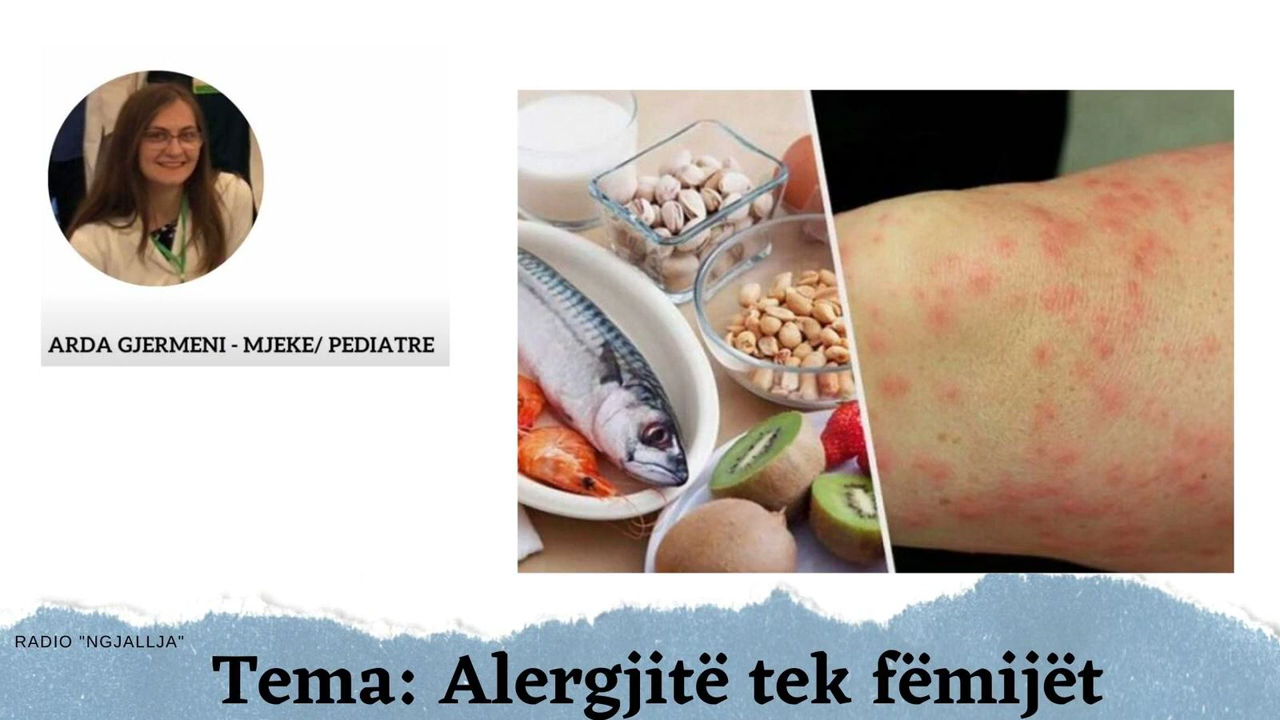 ARDA GJERMENI - MJEKE/ PEDIATRE
RADIO "NGJALLJA"
Tema: Alergjitë tek fëmijët